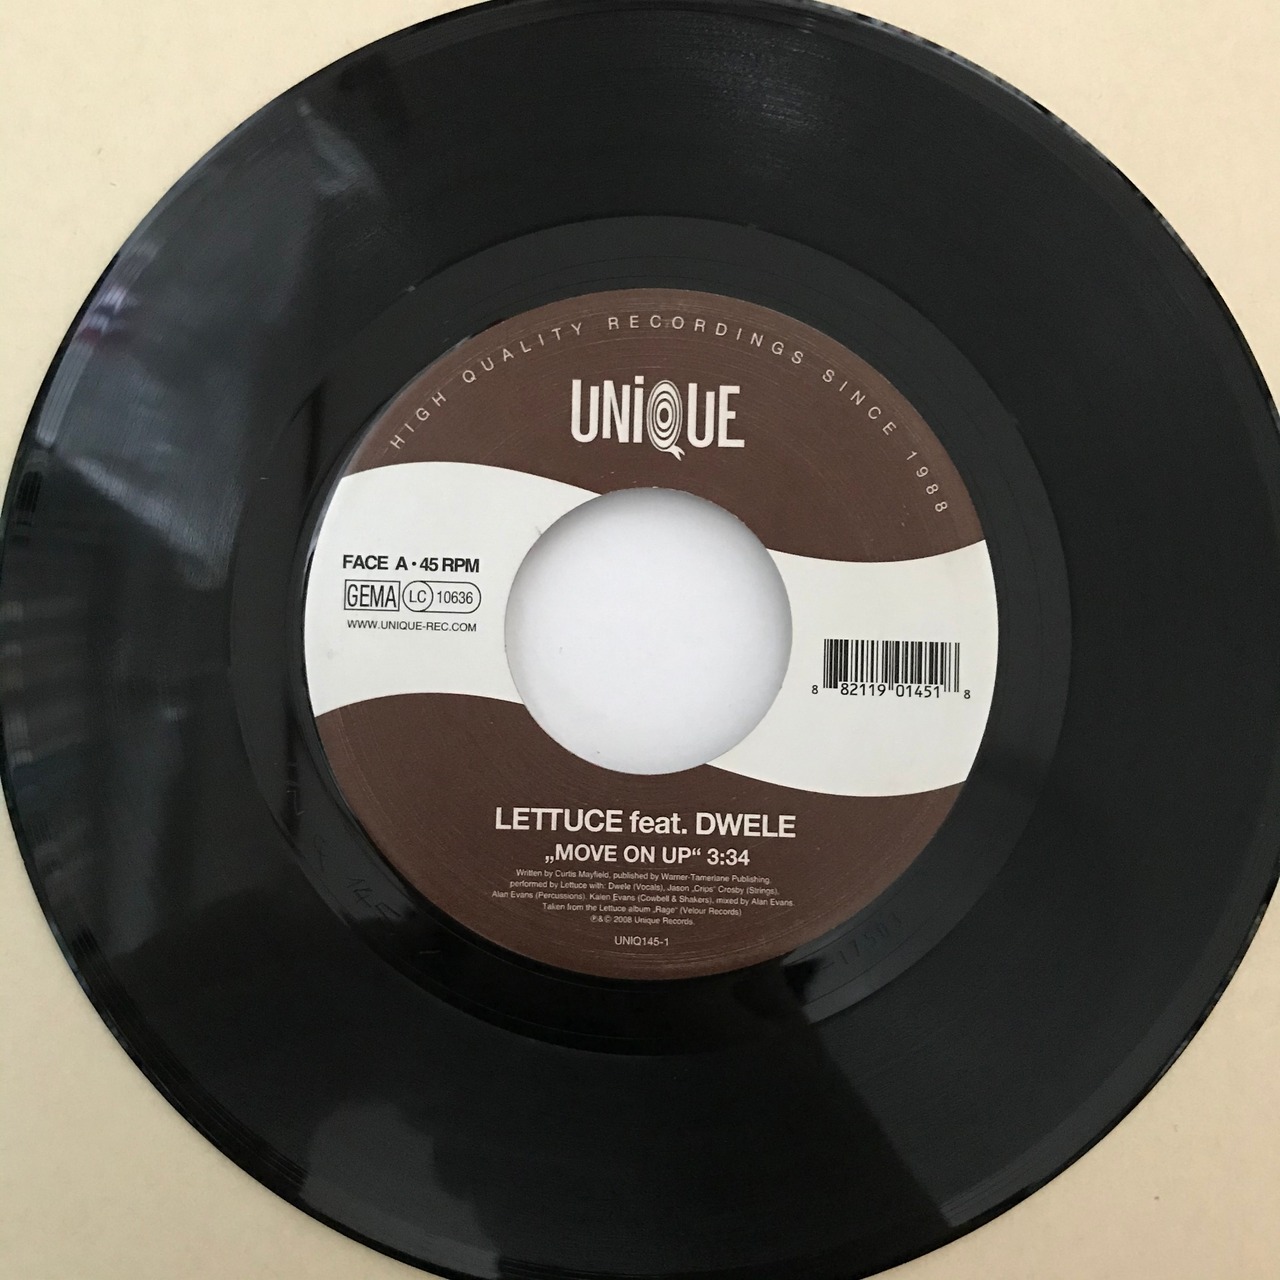 HIGH QUALITY RECORDINGS SINCE 1988
UNiQUE
FACE A • 45 RPM
GEMA LC 10636
WWW.UNIQUE-REC.COM
8 82119 01451 8
LETTUCE feat. DWELE
„MOVE ON UP“ 3:34
Written by Curtis Mayfield, published by Warner-Tamerlane Publishing,
performed by Lettuce with: Dwele (Vocals), Jason „Crips“ Crosby (Strings),
Alan Evans (Percussions), Kalen Evans (Cowbell & Shakers), mixed by Alan Evans.
Taken from the Lettuce album „Rage“ (Velour Records)
℗&© 2008 Unique Records.
UNIQ145-1